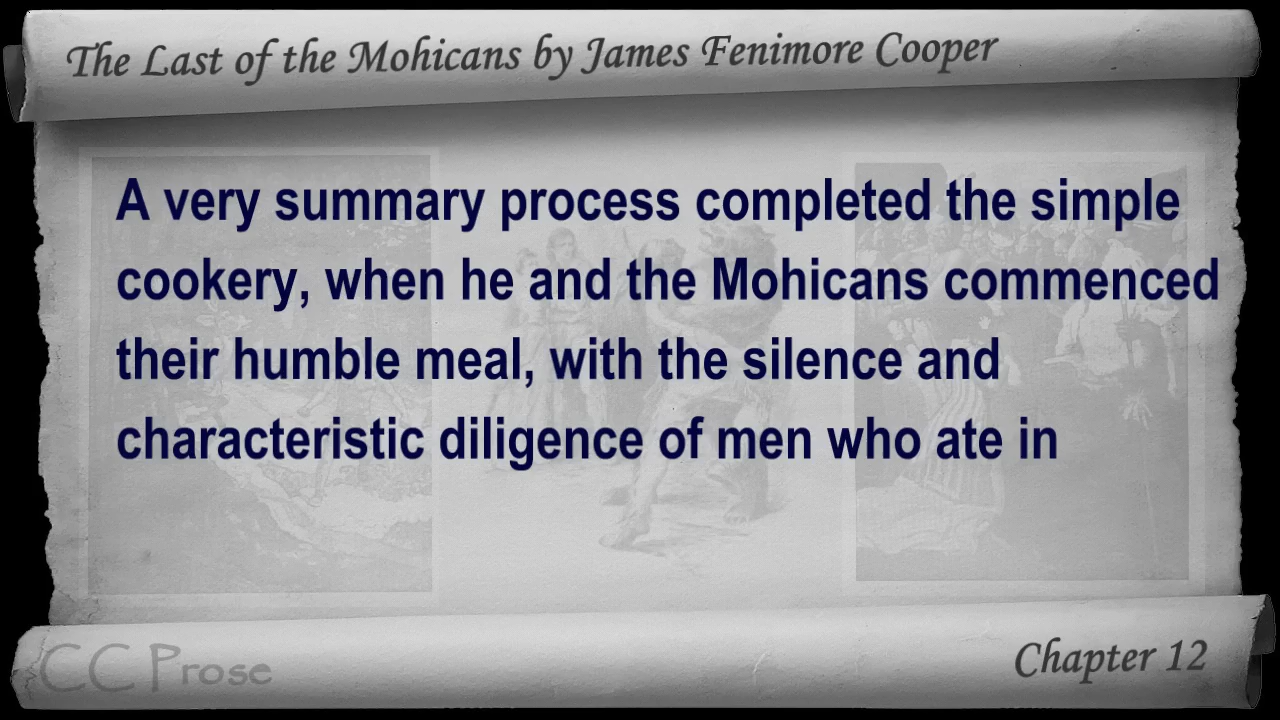 The Last of the Mohicans by James Fenimore Cooper
A very summary process completed the simple
cookery, when he and the Mohicans commenced
their humble meal, with the silence and
characteristic diligence of men who ate in
CC Prose
Chapter 12